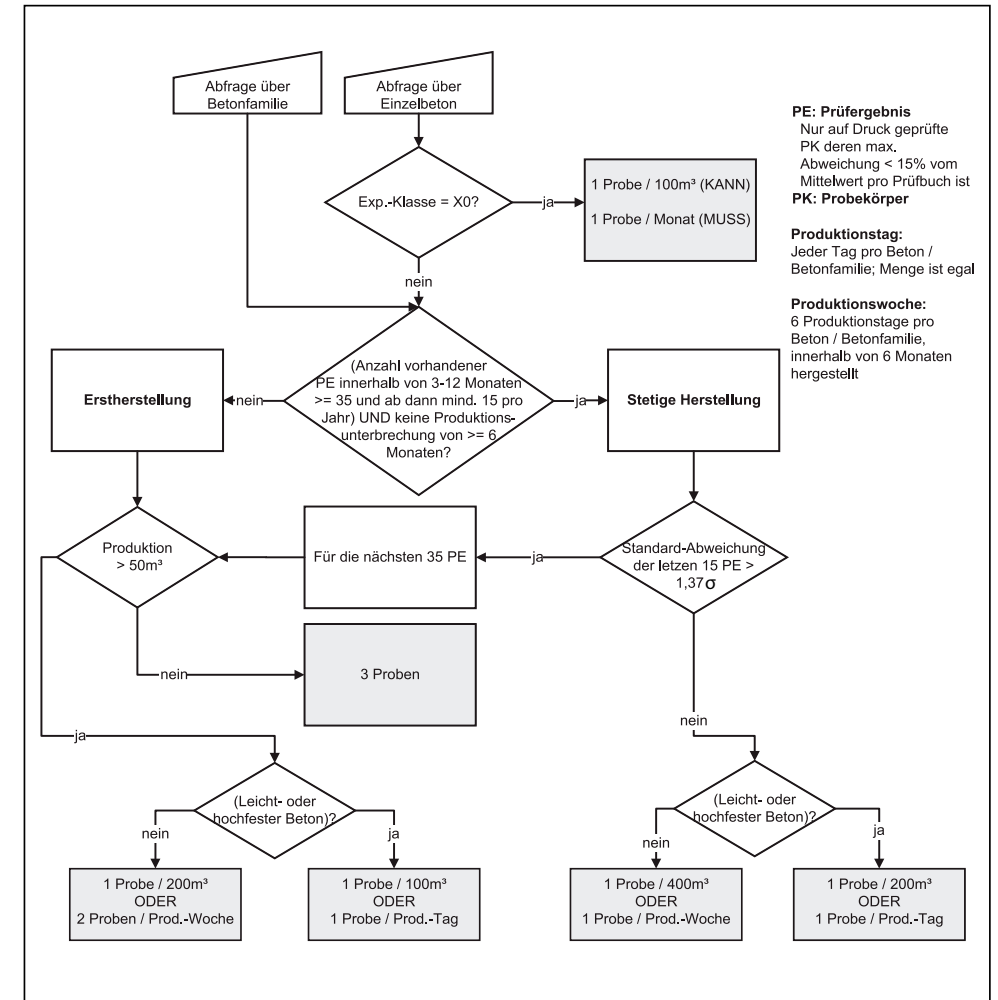 Abfrage über
Betonfamilie
Abfrage über
Einzelbeton
PE: Prüfergebnis
Nur auf Druck geprüfte
PK deren max.
Abweichung < 15% vom
Mittelwert pro Prüfbuch ist
PK: Probekörper
Produktionstag:
Jeder Tag pro Beton /
Betonfamilie; Menge ist egal
Produktionswoche:
6 Produktionstage pro
Beton / Betonfamilie,
innerhalb von 6 Monaten
hergestellt
Exp.-Klasse = X0?
ja
1 Probe / 100m³ (KANN)
1 Probe / Monat (MUSS)
nein
(Anzahl vorhandener
PE innerhalb von 3-12 Monaten
>= 35 und ab dann mind. 15 pro
Jahr) UND keine Produktions-
unterbrechung von >= 6
Monaten?
nein
Erstherstellung
ja
Stetige Herstellung
Produktion
> 50m³
Für die nächsten 35 PE
ja
Standard-Abweichung
der letzen 15 PE >
1,37σ
nein
3 Proben
ja
nein
(Leicht- oder
hochfester Beton)?
nein
ja
(Leicht- oder
hochfester Beton)?
nein
ja
1 Probe / 200m³
ODER
2 Proben / Prod.-Woche
1 Probe / 100m³
ODER
1 Probe / Prod.-Tag
1 Probe / 400m³
ODER
1 Probe / Prod.-Woche
1 Probe / 200m³
ODER
1 Probe / Prod.-Tag